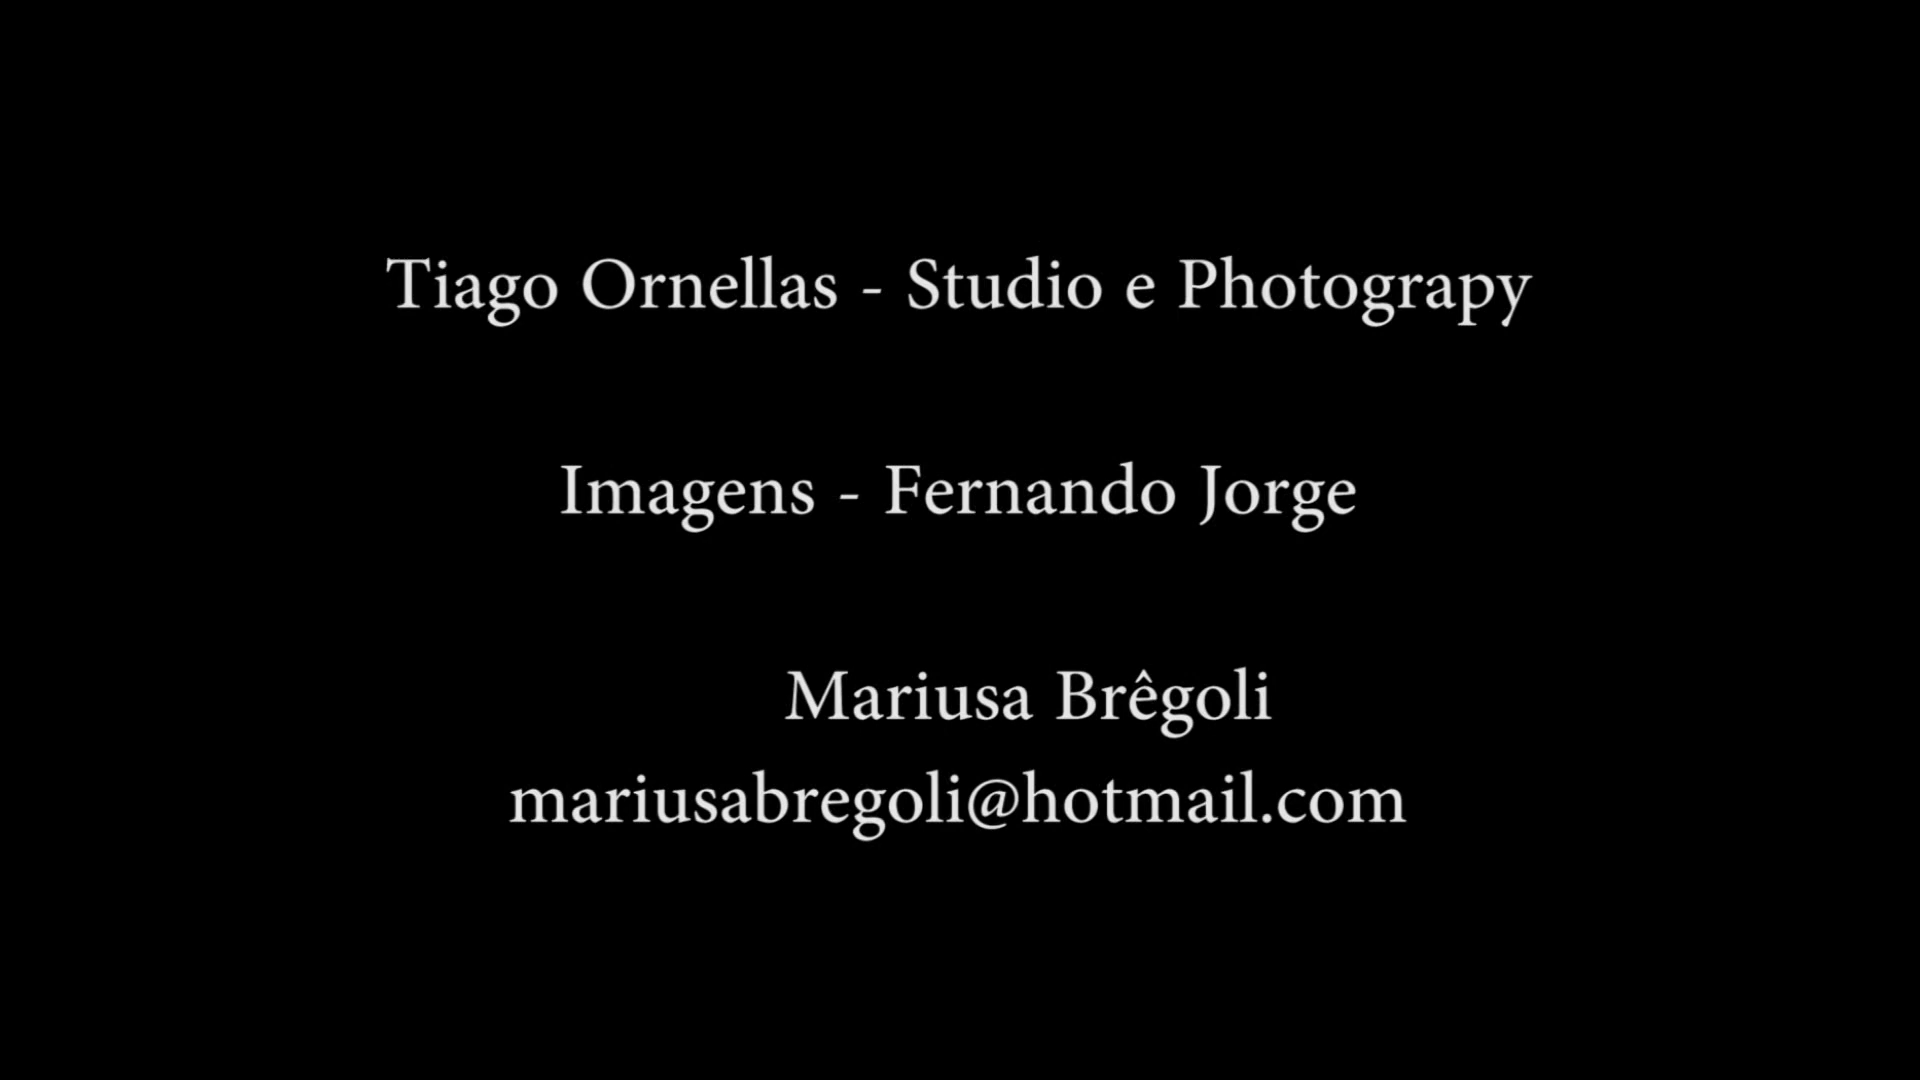 Tiago Ornellas - Studio e Photograpy
Imagens - Fernando Jorge
Mariusa Brêgoli
mariusabregoli@hotmail.com